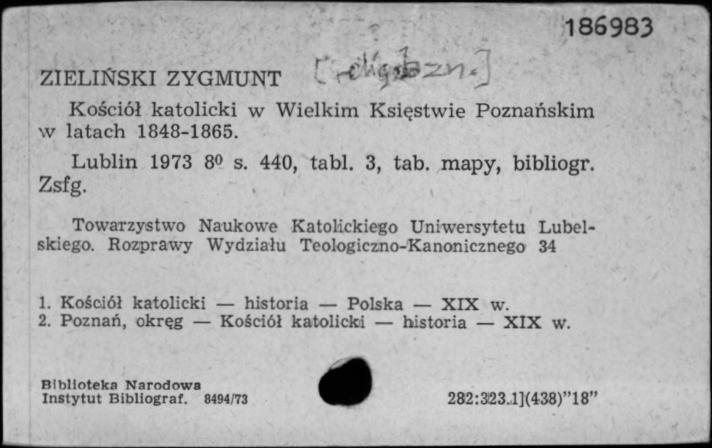 186983
ZIELIŃSKI ZYGMUNT
Kościół katolicki w Wielkim Księstwie Poznańskim
w latach 1848-1865.
Lublin 1973 8⁰ s. 440, tabl. 3, tab. mapy, bibliogr.
Zsfg.
Towarzystwo Naukowe Katolickiego Uniwersytetu Lubel-
skiego. Rozprawy Wydziału Teologiczno-Kanonicznego 34
1. Kościół katolicki — historia — Polska — XIX w.
2. Poznań, okręg — Kościół katolicki — historia — XIX w.
Biblioteka Narodowa
Instytut Bibliograf. 8494/73
282:323.1](438)”18”